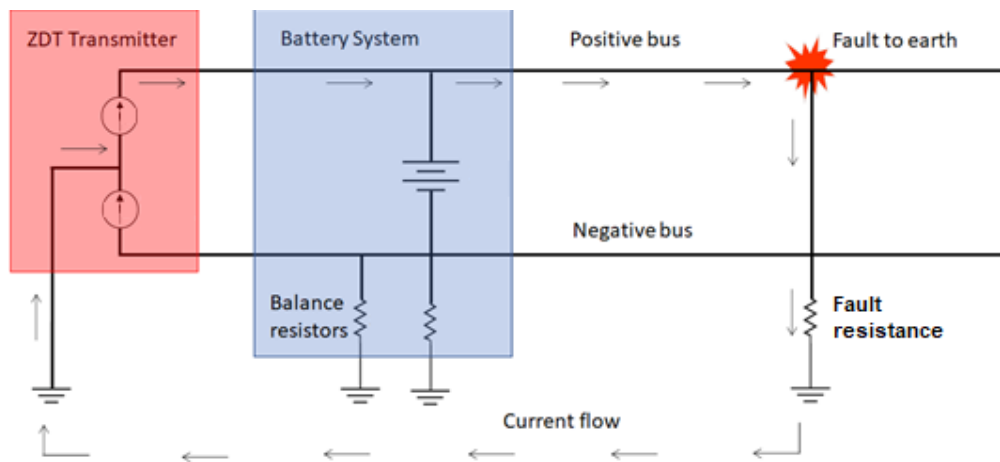 ZDT Transmitter
Battery System
Positive bus
Fault to earth
Negative bus
Balance
resistors
Fault
resistance
Current flow